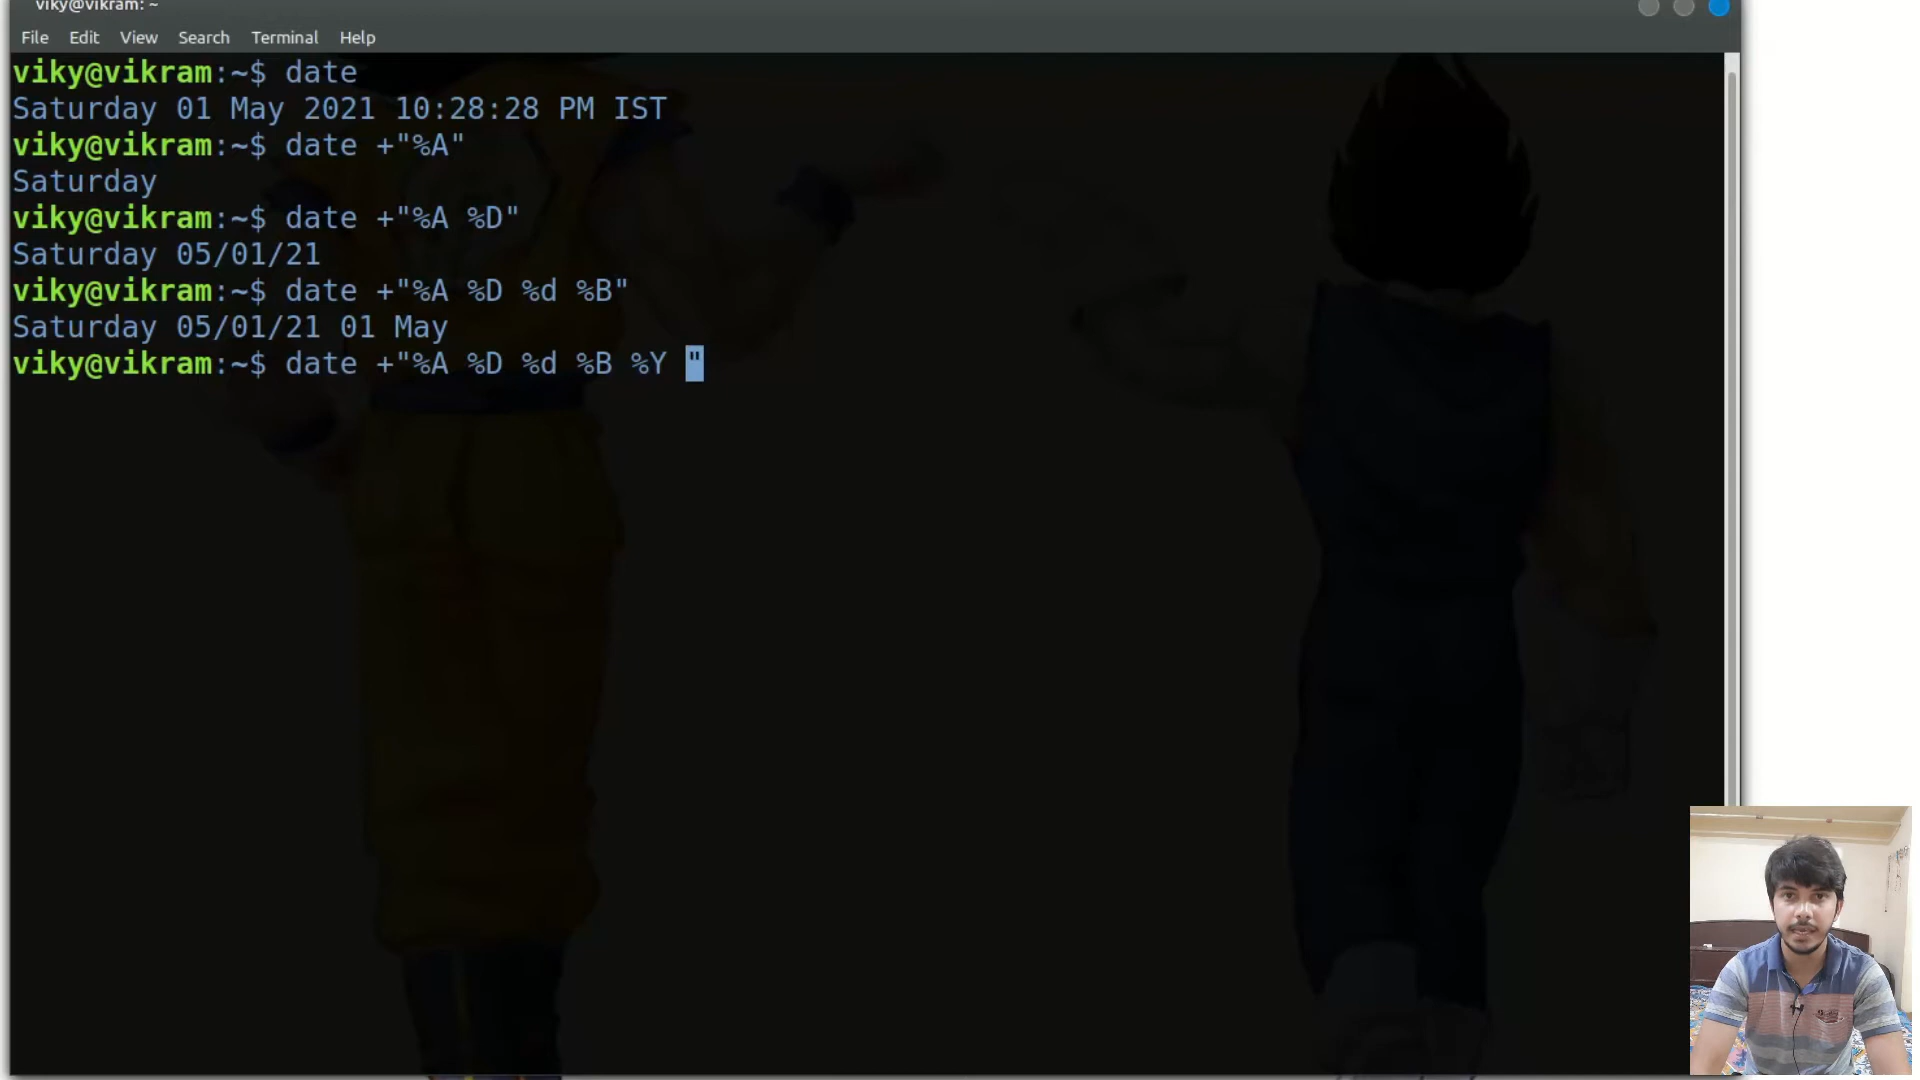 viky@vikram: ~
File Edit View Search Terminal Help
viky@vikram:~$ date
Saturday 01 May 2021 10:28:28 PM IST
viky@vikram:~$ date +"%A"
Saturday
viky@vikram:~$ date +"%A %D"
Saturday 05/01/21
viky@vikram:~$ date +"%A %D %d %B"
Saturday 05/01/21 01 May
viky@vikram:~$ date +"%A %D %d %B %Y "